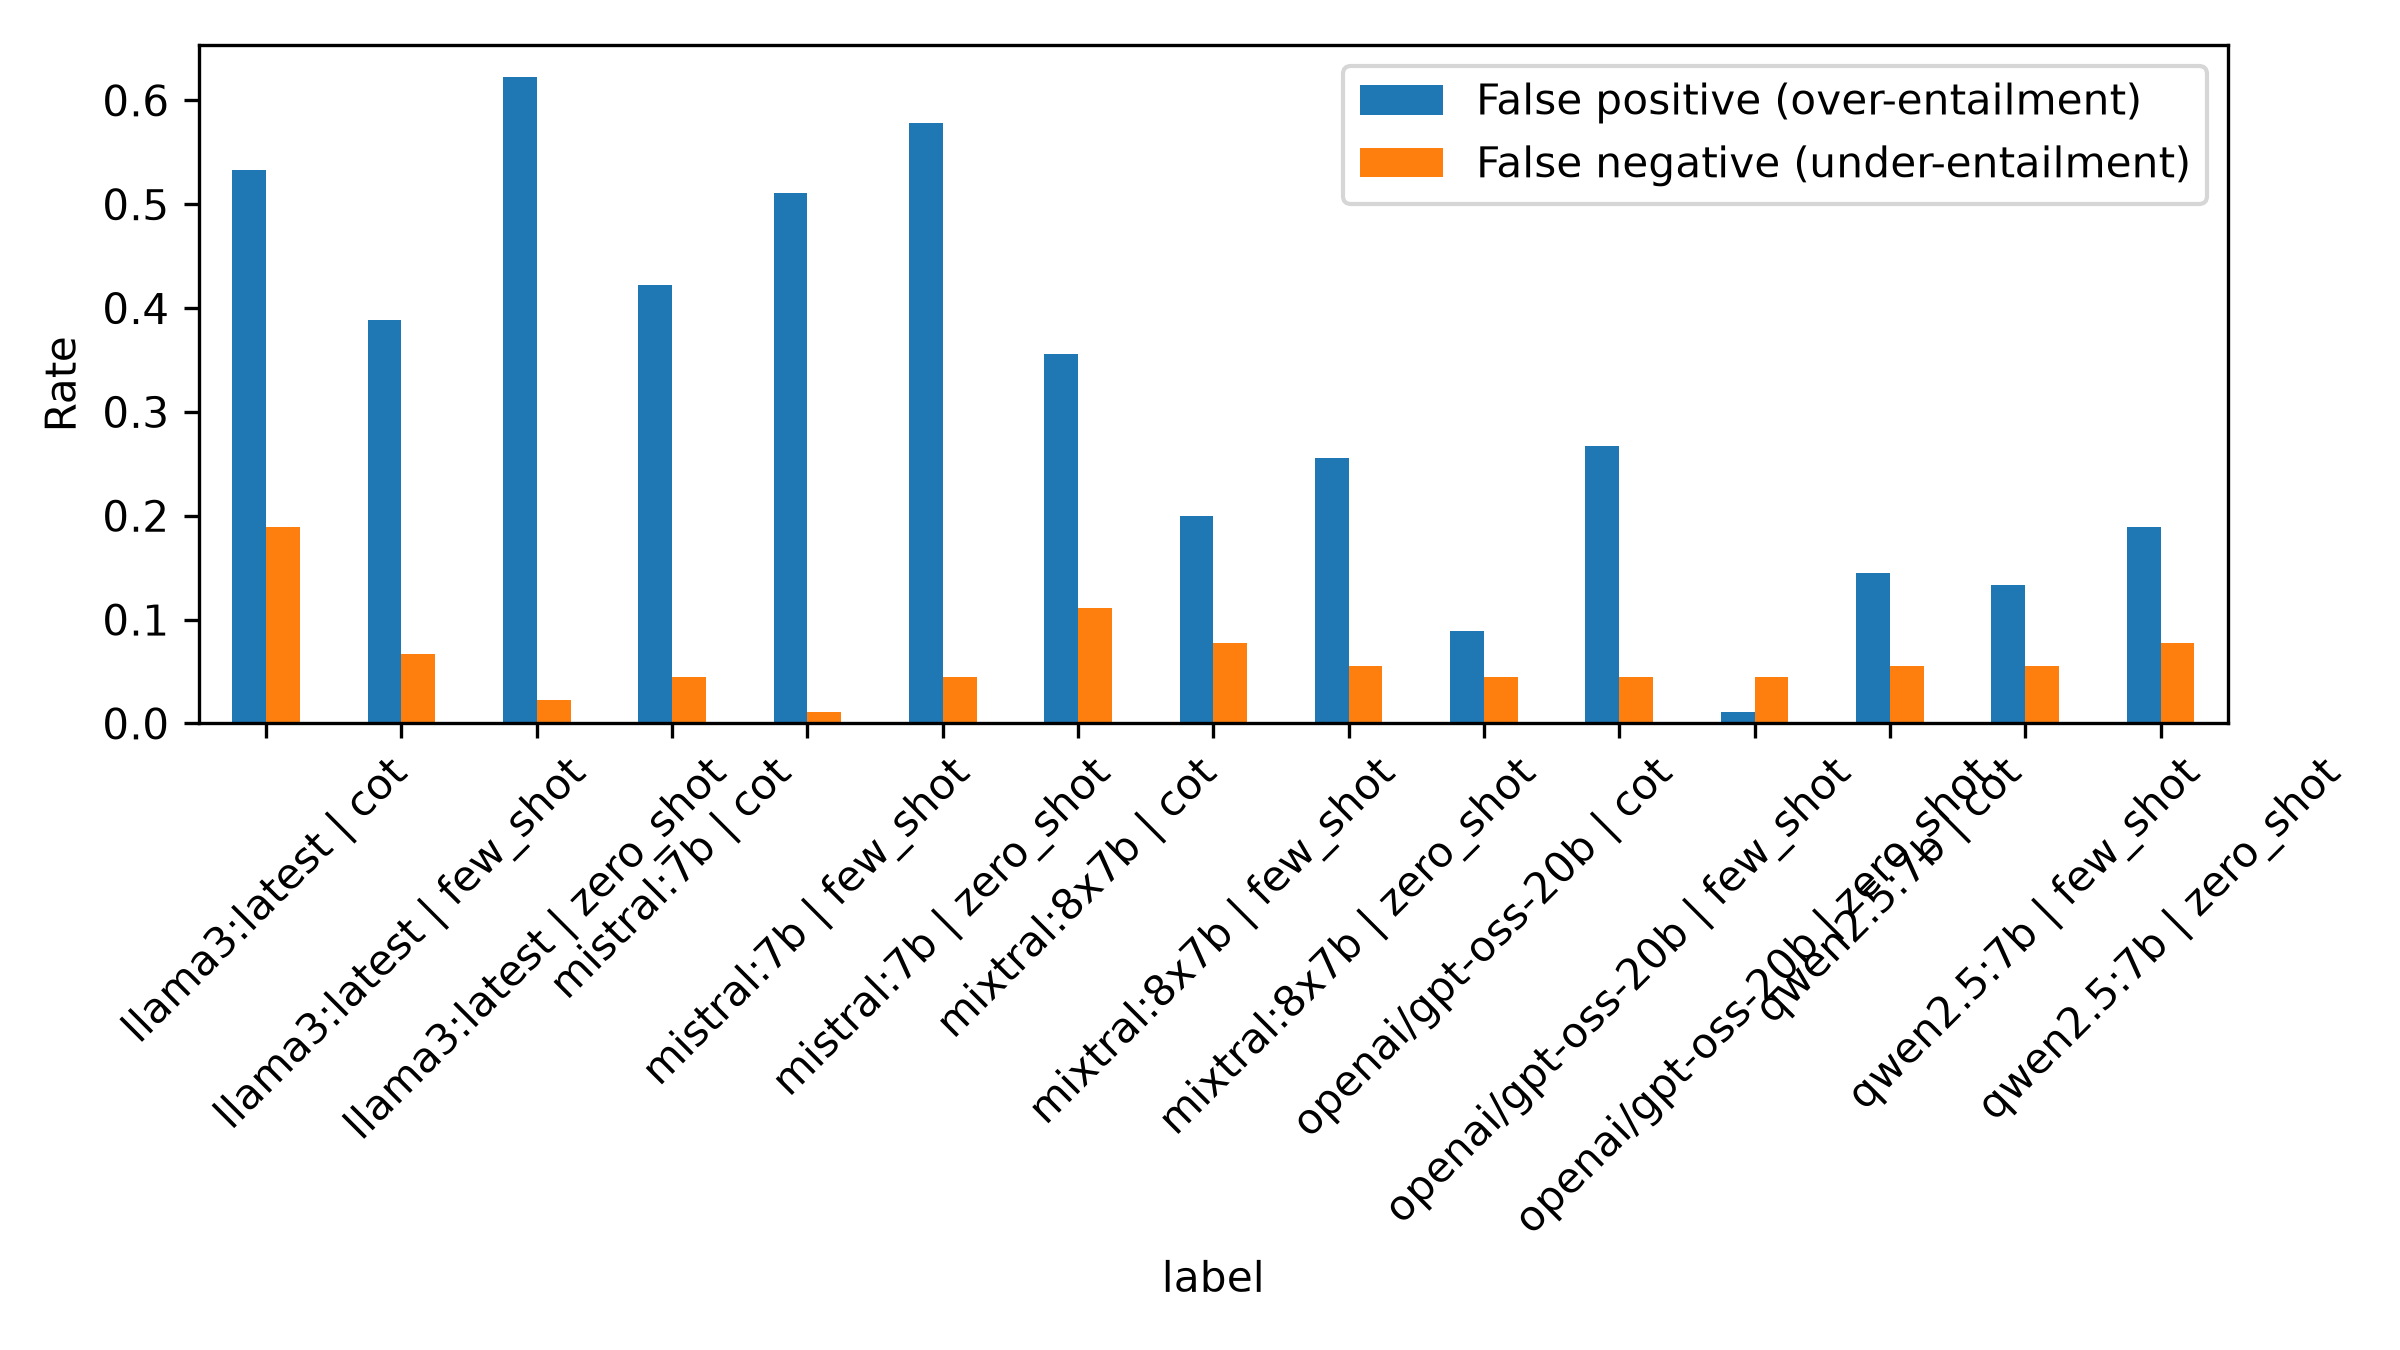 False positive (over-entailment)
False negative (under-entailment)
Rate
0.6
0.5
0.4
0.3
0.2
0.1
0.0
llama3:latest | cot
llama3:latest | few_shot
llama3:latest | zero_shot
mistral:7b | cot
mistral:7b | few_shot
mistral:7b | zero_shot
mixtral:8x7b | cot
mixtral:8x7b | few_shot
mixtral:8x7b | zero_shot
openai/gpt-oss-20b | cot
openai/gpt-oss-20b | few_shot
openai/gpt-oss-20b | zero_shot
qwen2.5:7b | cot
qwen2.5:7b | few_shot
qwen2.5:7b | zero_shot
label